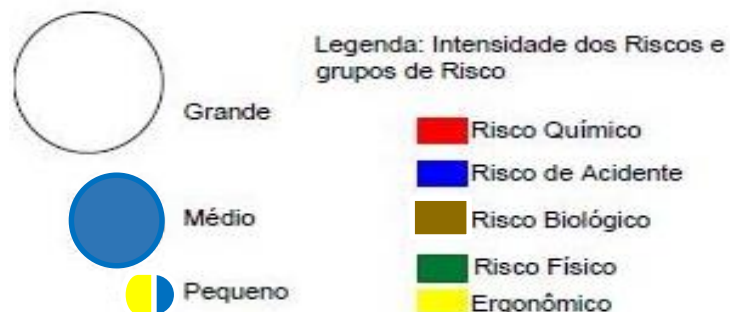 Legenda: Intensidade dos Riscos e
grupos de Risco
Grande
Médio
Pequeno
Risco Químico
Risco de Acidente
Risco Biológico
Risco Físico
Ergonômico